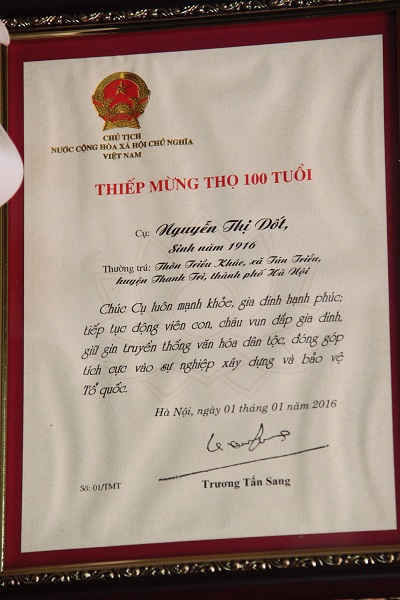 CHỦ TỊCH
NƯỚC CỘNG HÒA XÃ HỘI CHỦ NGHĨA
VIỆT NAM
THIẾP MỪNG THỌ 100 TUỔI
Cụ: Nguyễn Thị Dốt,
Sinh năm 1916
Thường trú: Thôn Triều Khúc, xã Tân Triều,
huyện Thanh Trì, thành phố Hà Nội
Chúc Cụ luôn mạnh khỏe, gia đình hạnh phúc;
tiếp tục động viên con, cháu vun đắp gia đình,
giữ gìn truyền thống văn hóa dân tộc, đóng góp
tích cực vào sự nghiệp xây dựng và bảo vệ
Tổ quốc.
Hà Nội, ngày 01 tháng 01 năm 2016
Số: 01/TMT
Trương Tấn Sang